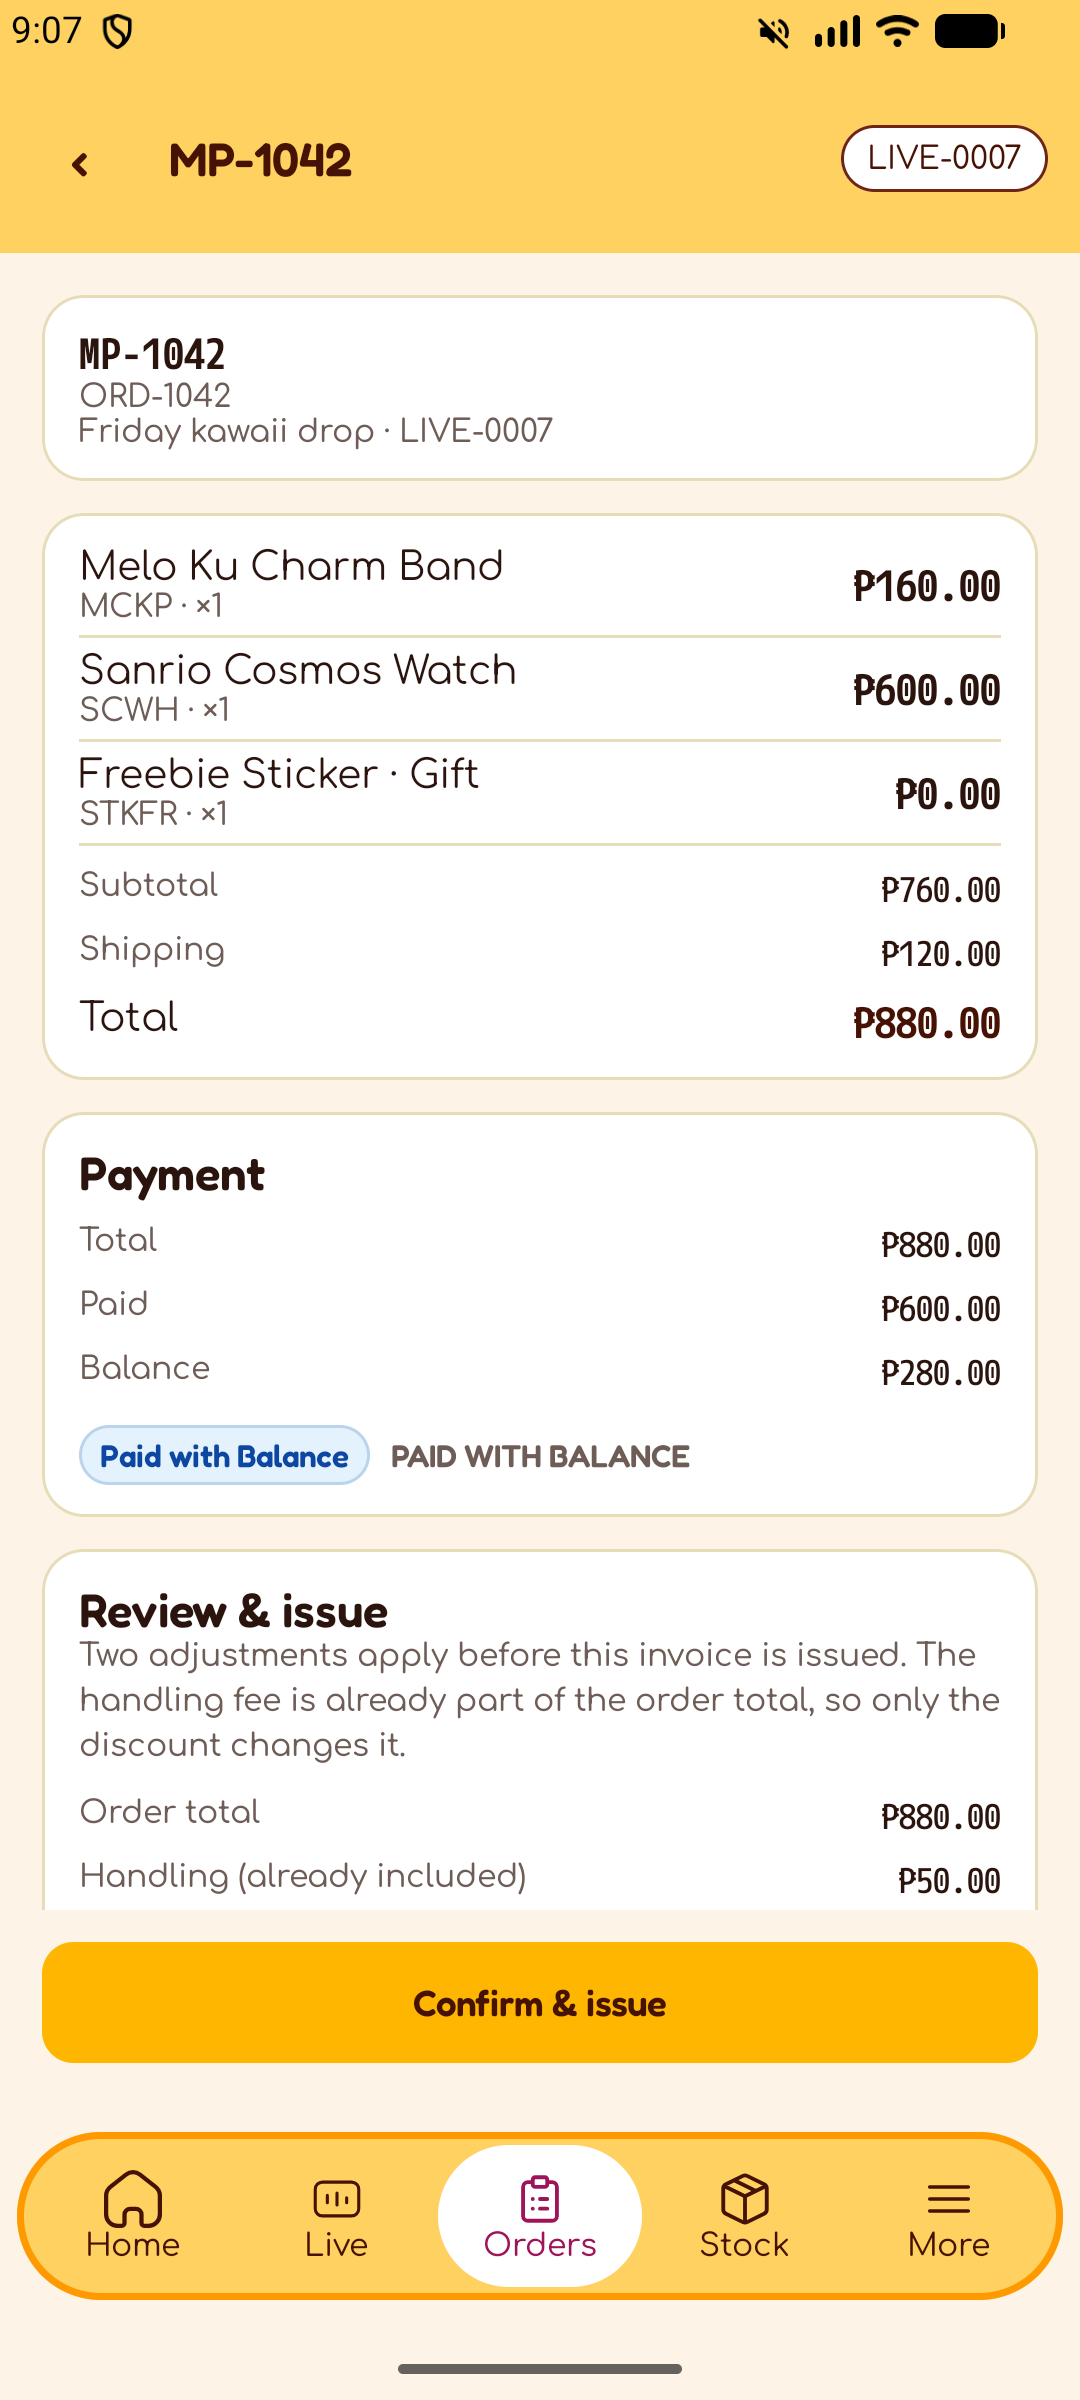 9:07
MP-1042
LIVE-0007
MP-1042
ORD-1042
Friday kawaii drop · LIVE-0007
Melo Ku Charm Band
MCKP · ×1
₱160.00
Sanrio Cosmos Watch
SCWH · ×1
₱600.00
Freebie Sticker · Gift
STKFR · ×1
₱0.00
Subtotal ₱760.00
Shipping ₱120.00
Total ₱880.00
Payment
Total ₱880.00
Paid ₱600.00
Balance ₱280.00
Paid with Balance PAID WITH BALANCE
Review & issue
Two adjustments apply before this invoice is issued. The
handling fee is already part of the order total, so only the
discount changes it.
Order total ₱880.00
Handling (already included) ₱50.00
Confirm & issue
Home Live Orders Stock More